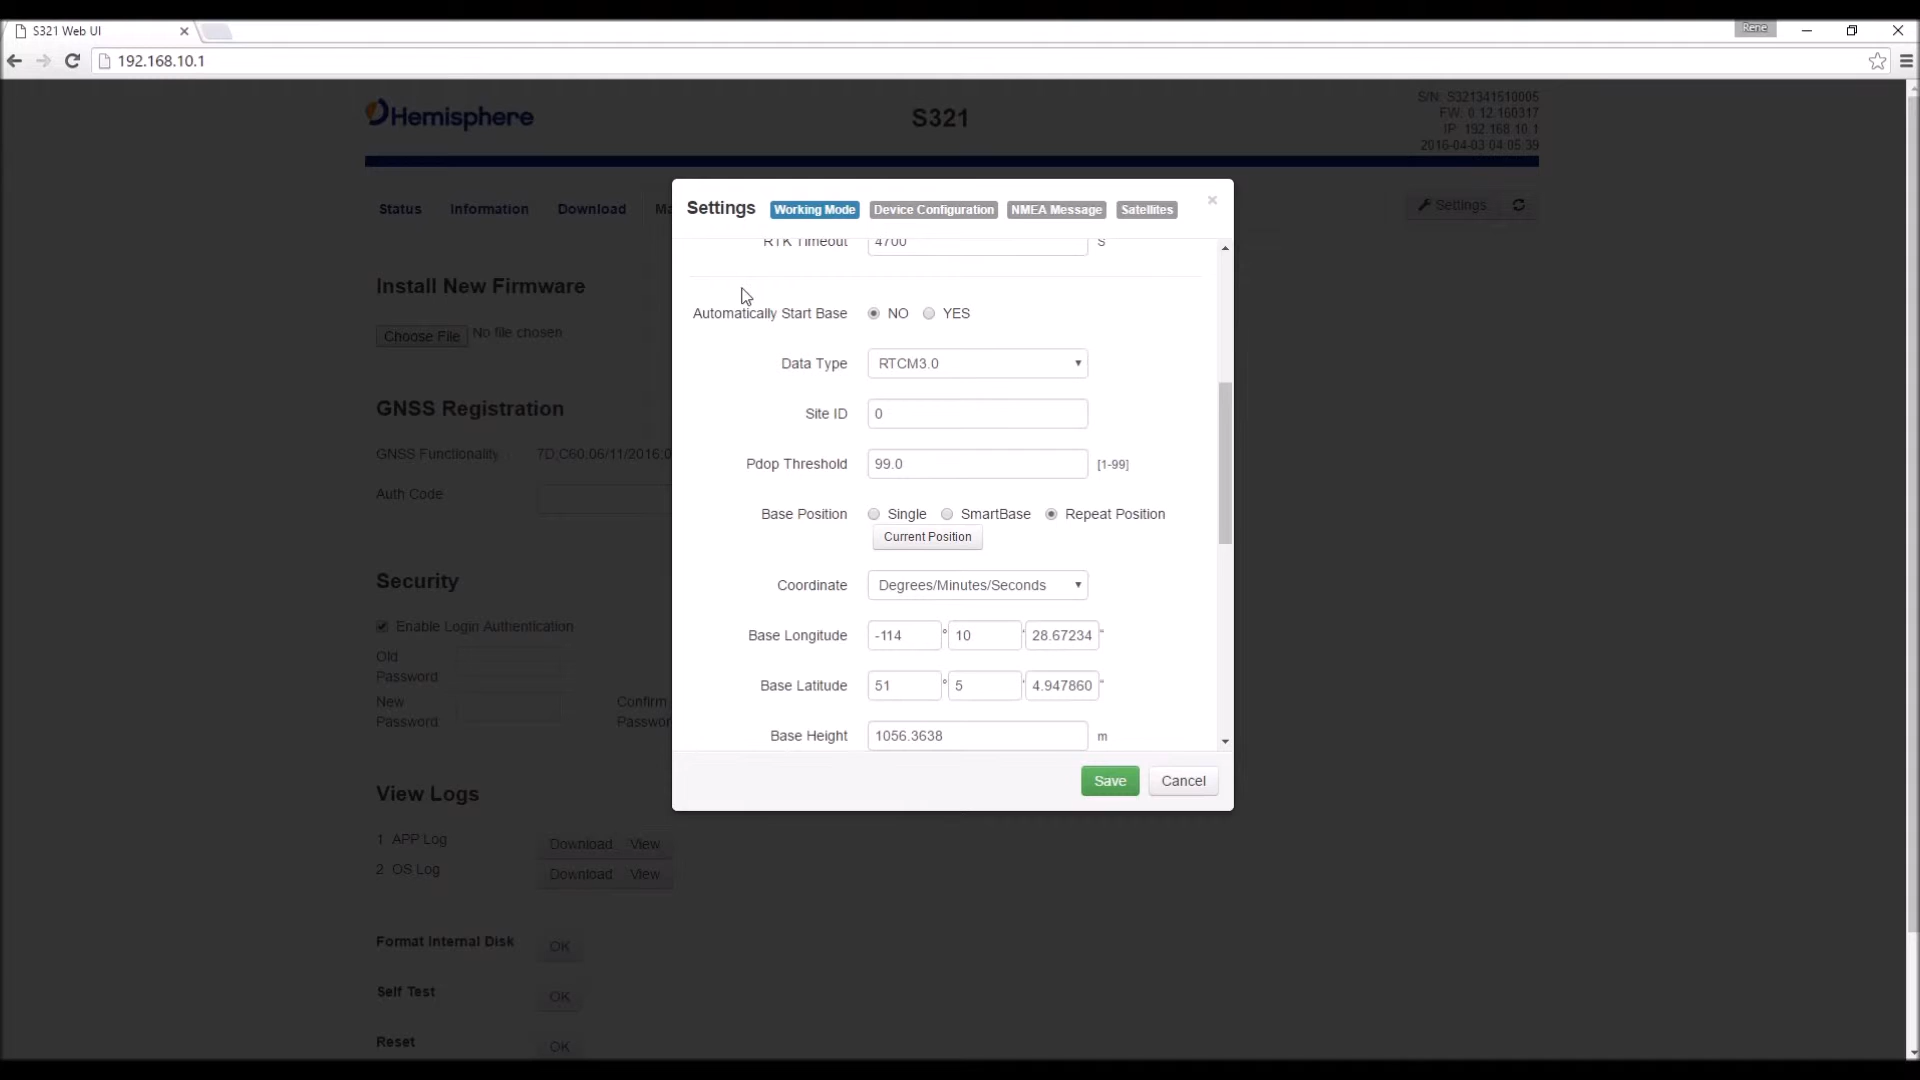 S321 Web UI
Rene
192.168.10.1
Hemisphere
S321
S/N: S321341510005
FW: 0.12.160317
IP: 192.168.10.1
2016-04-03 04:05:39
Status Information Download Ma
Settings
Settings Working Mode Device Configuration NMEA Message Satellites
×
RTK Timeout 4700 S
Automatically Start Base NO YES
Data Type RTCM3.0
Site ID 0
Pdop Threshold 99.0 [1-99]
Base Position Single SmartBase Repeat Position
Current Position
Coordinate Degrees/Minutes/Seconds
Base Longitude -114 ° 10 ' 28.67234 "
Base Latitude 51 ° 5 ' 4.947860 "
Base Height 1056.3638 m
Save Cancel
Install New Firmware
Choose File No file chosen
GNSS Registration
GNSS Functionality 7D;C60;06/11/2016;0
Auth Code
Security
Enable Login Authentication
Old
Password
New
Password
Confirm
Passwor
View Logs
1 APP Log Download View
2 OS Log Download View
Format Internal Disk OK
Self Test OK
Reset OK